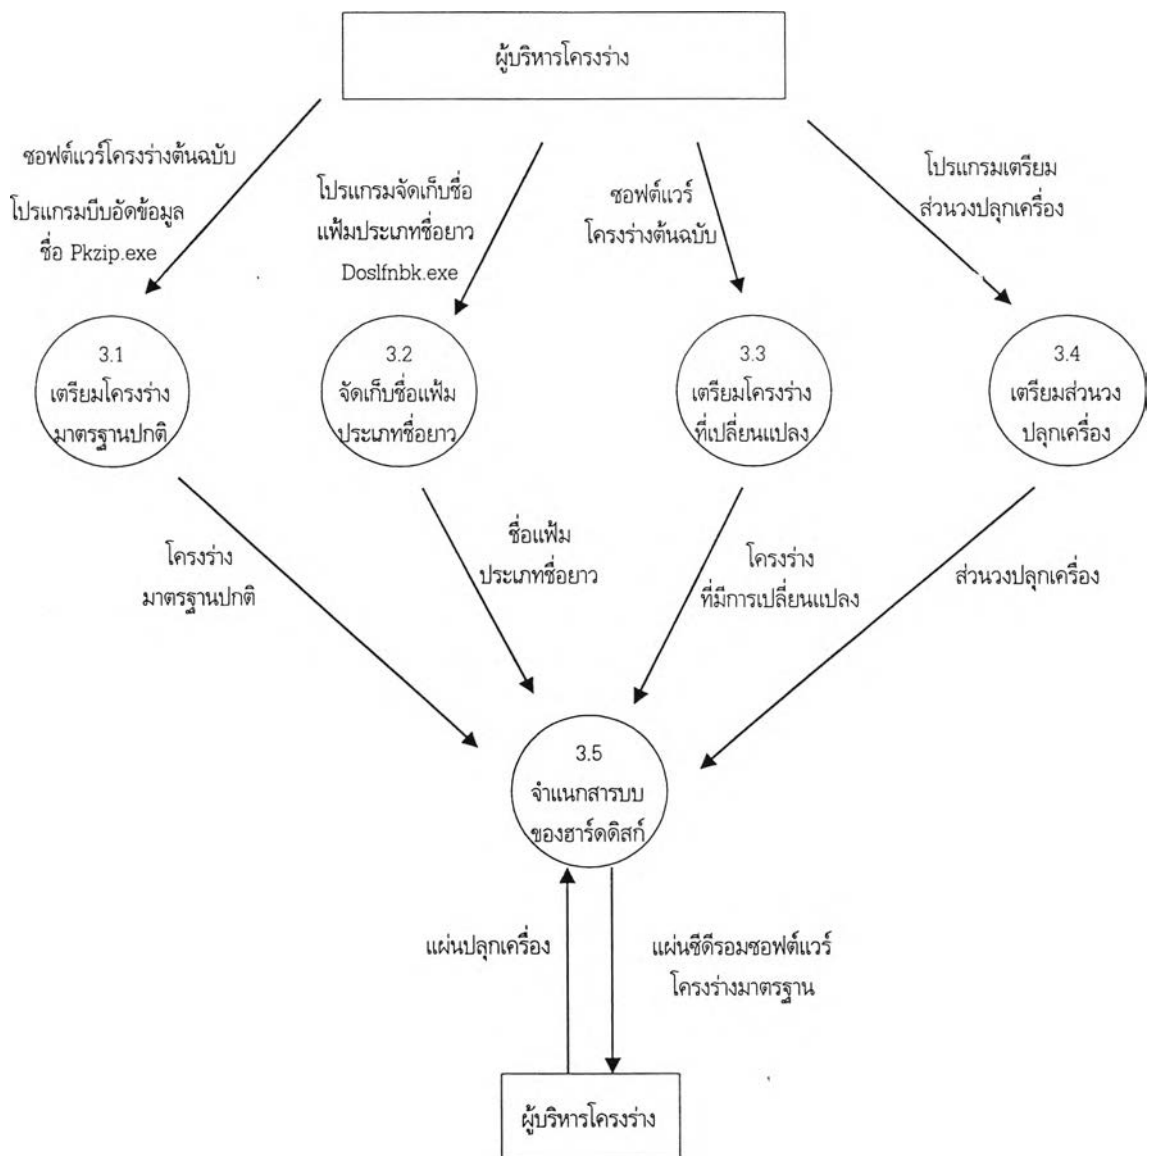 ผู้บริหารโครงร่าง
ซอฟต์แวร์โครงร่างต้นฉบับ
โปรแกรมบีบอัดข้อมูล
ชื่อ Pkzip.exe
โปรแกรมจัดเก็บชื่อ
แฟ้มประเภทชื่อยาว
Doslfnbk.exe
ซอฟต์แวร์
โครงร่างต้นฉบับ
โปรแกรมเตรียม
ส่วนวงปลุกเครื่อง
3.1
เตรียมโครงร่าง
มาตรฐานปกติ
3.2
จัดเก็บชื่อแฟ้ม
ประเภทชื่อยาว
3.3
เตรียมโครงร่าง
ที่เปลี่ยนแปลง
3.4
เตรียมส่วนวง
ปลุกเครื่อง
โครงร่าง
มาตรฐานปกติ
ชื่อแฟ้ม
ประเภทชื่อยาว
โครงร่าง
ที่มีการเปลี่ยนแปลง
ส่วนวงปลุกเครื่อง
3.5
จำแนกสารบบ
ของฮาร์ดดิสก์
แผ่นปลุกเครื่อง
แผ่นซีดีรอมซอฟต์แวร์
โครงร่างมาตรฐาน
ผู้บริหารโครงร่าง